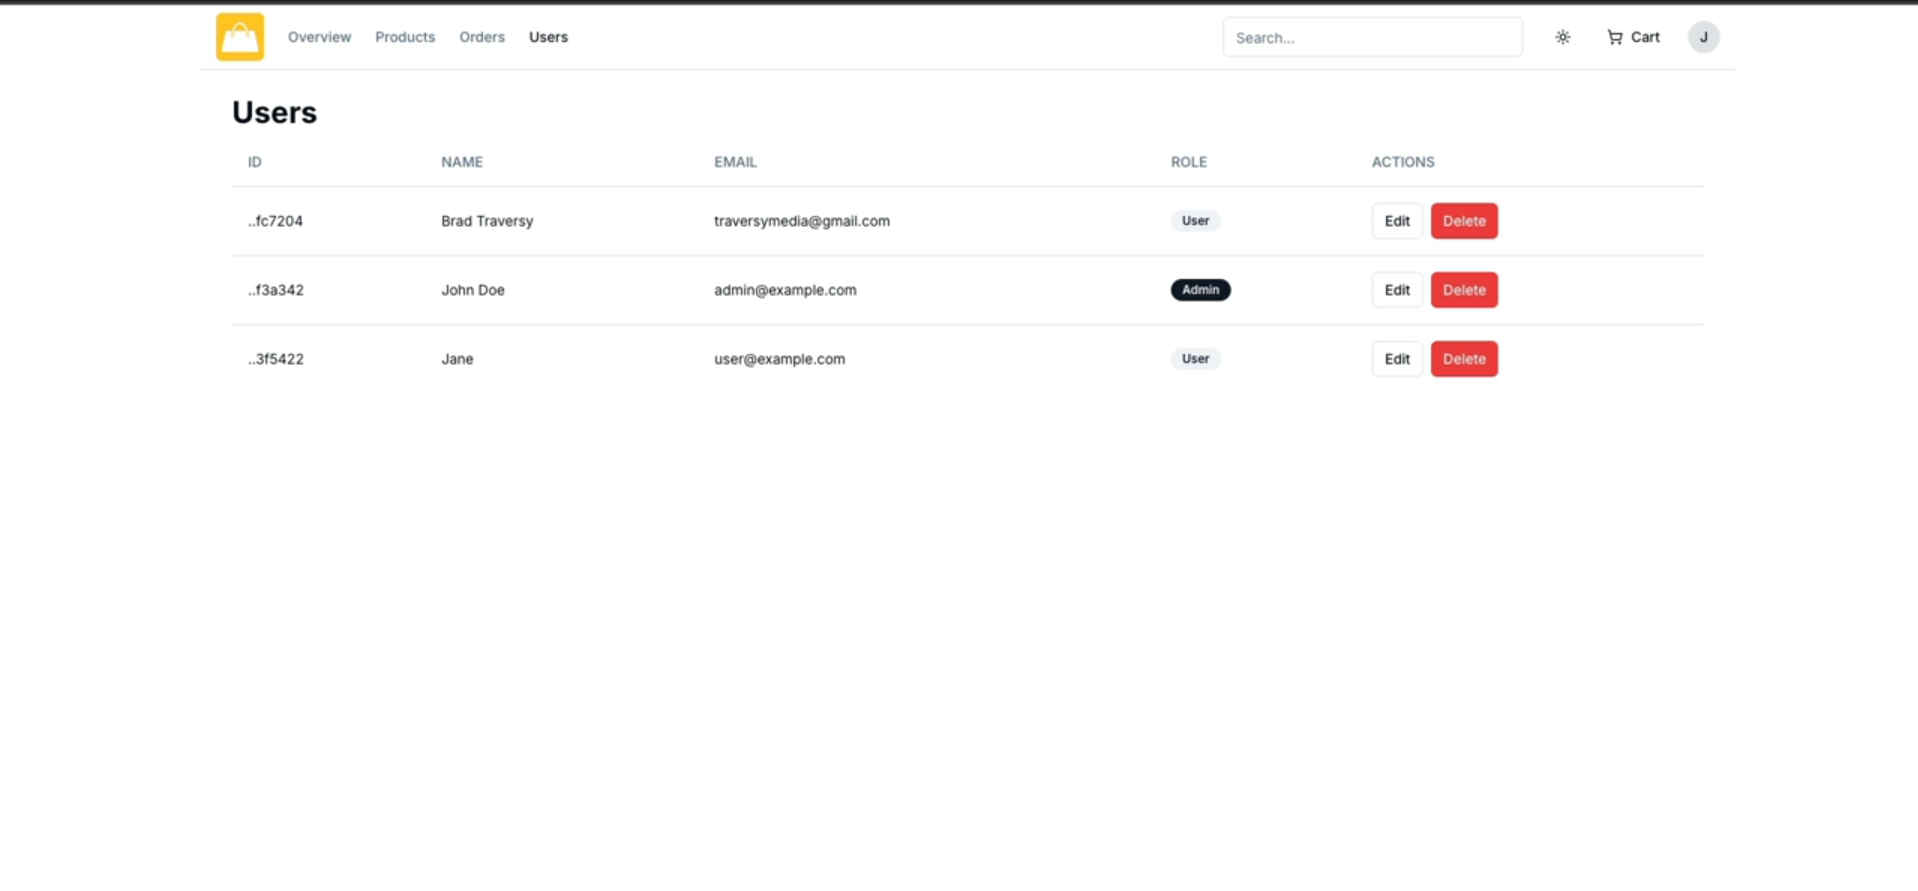 Overview Products Orders Users Search... Cart J
Users
ID NAME EMAIL ROLE ACTIONS
..fc7204 Brad Traversy traversymedia@gmail.com User Edit Delete
..f3a342 John Doe admin@example.com Admin Edit Delete
..3f5422 Jane user@example.com User Edit Delete